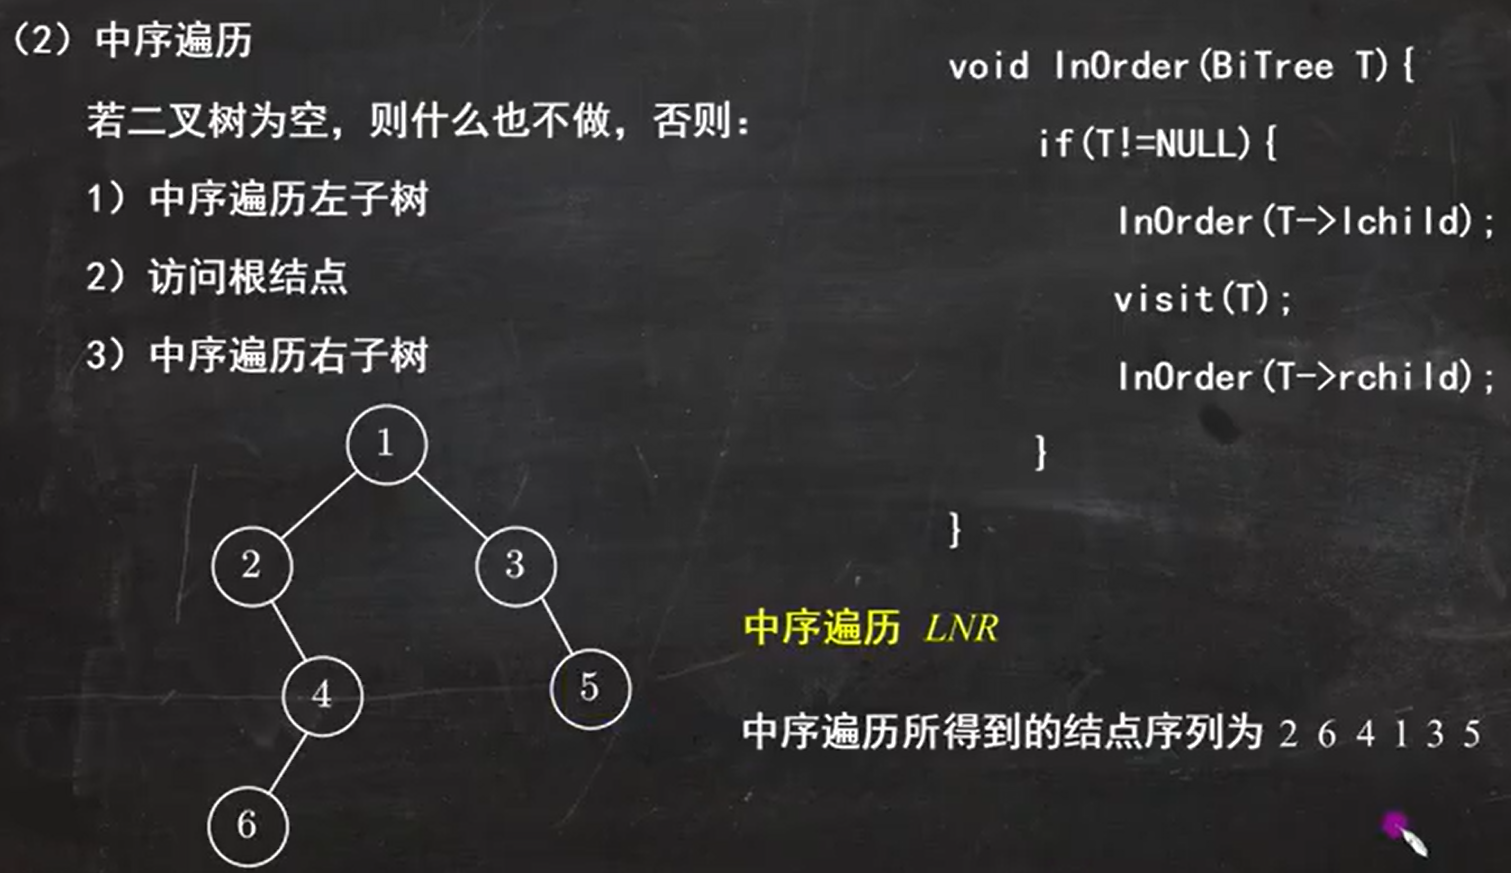 （2）中序遍历
若二叉树为空，则什么也不做，否则：
1）中序遍历左子树
2）访问根结点
3）中序遍历右子树
void InOrder(BiTree T){
if(T!=NULL){
InOrder(T->lchild);
visit(T);
InOrder(T->rchild);
}
}
1
2
3
4
5
6
中序遍历 LNR
中序遍历所得到的结点序列为 2 6 4 1 3 5